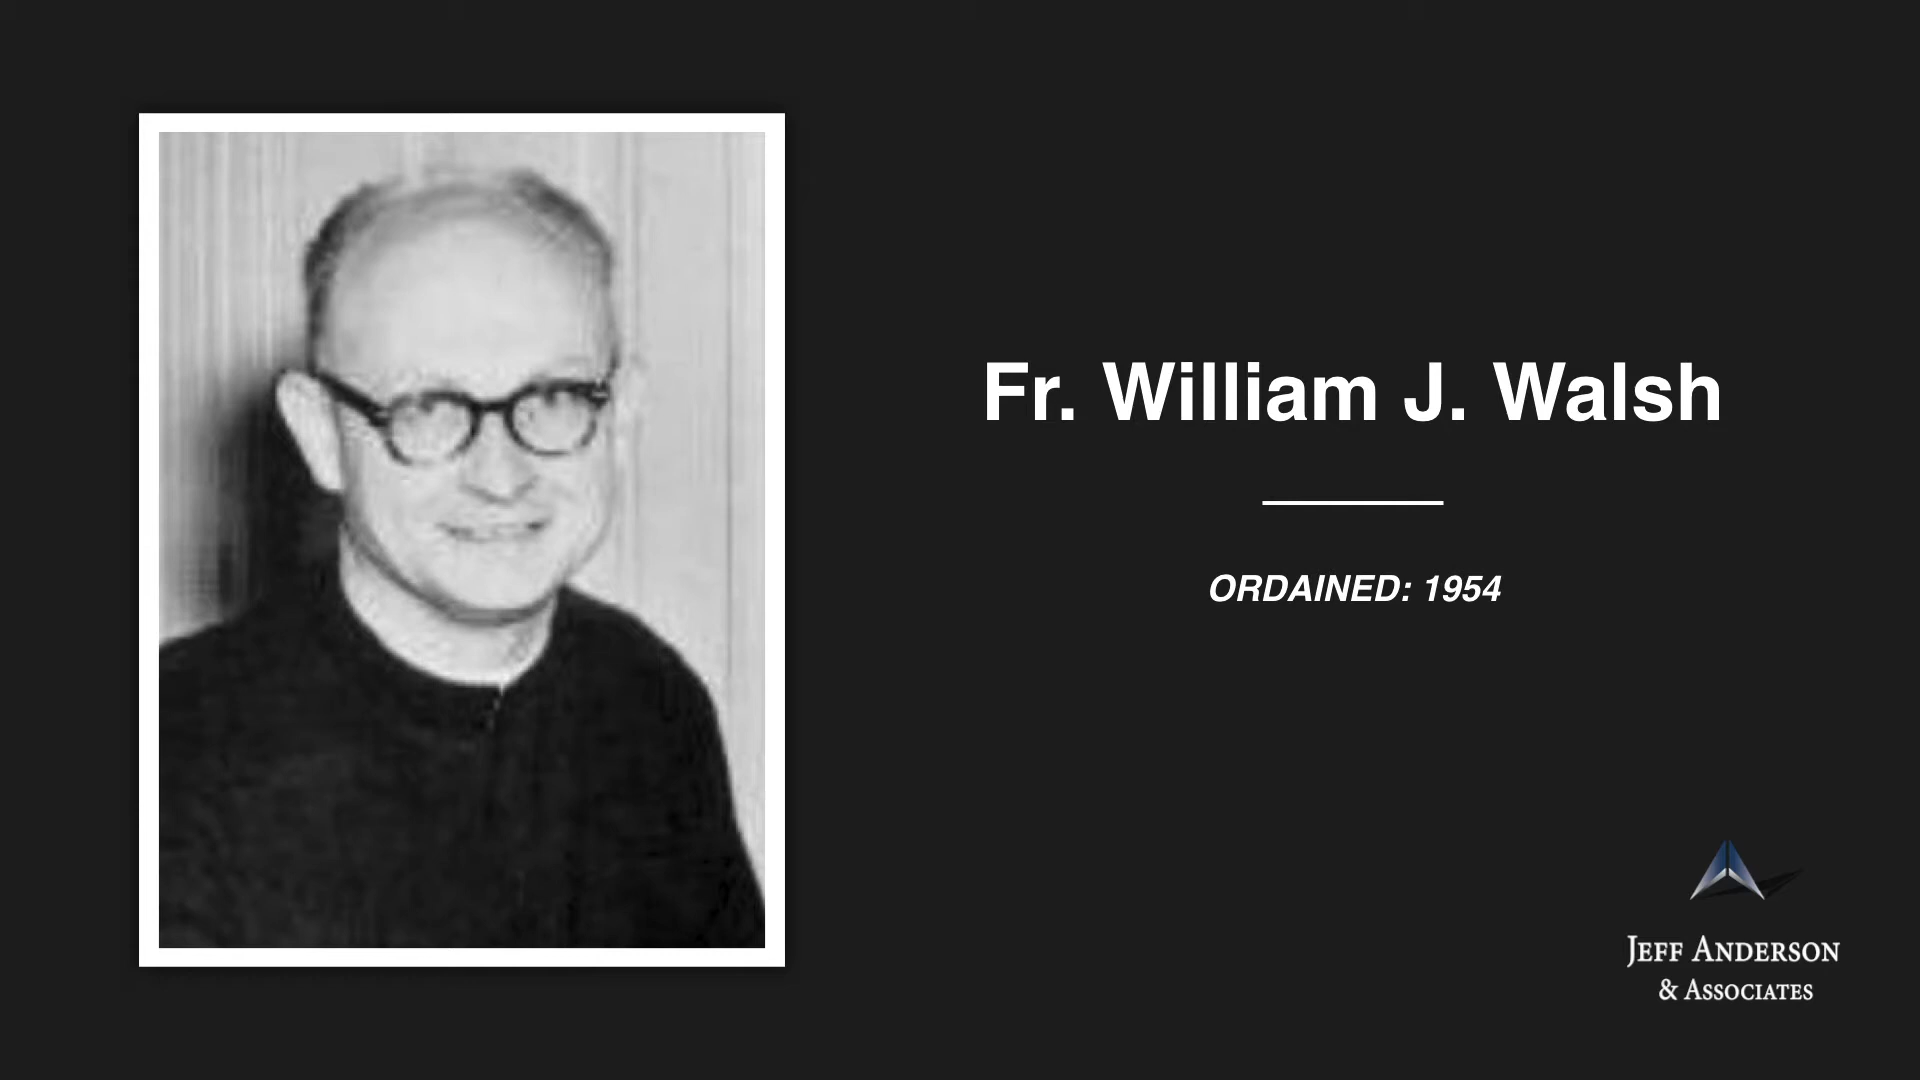 Fr. William J. Walsh
ORDAINED: 1954
JEFF ANDERSON
& ASSOCIATES